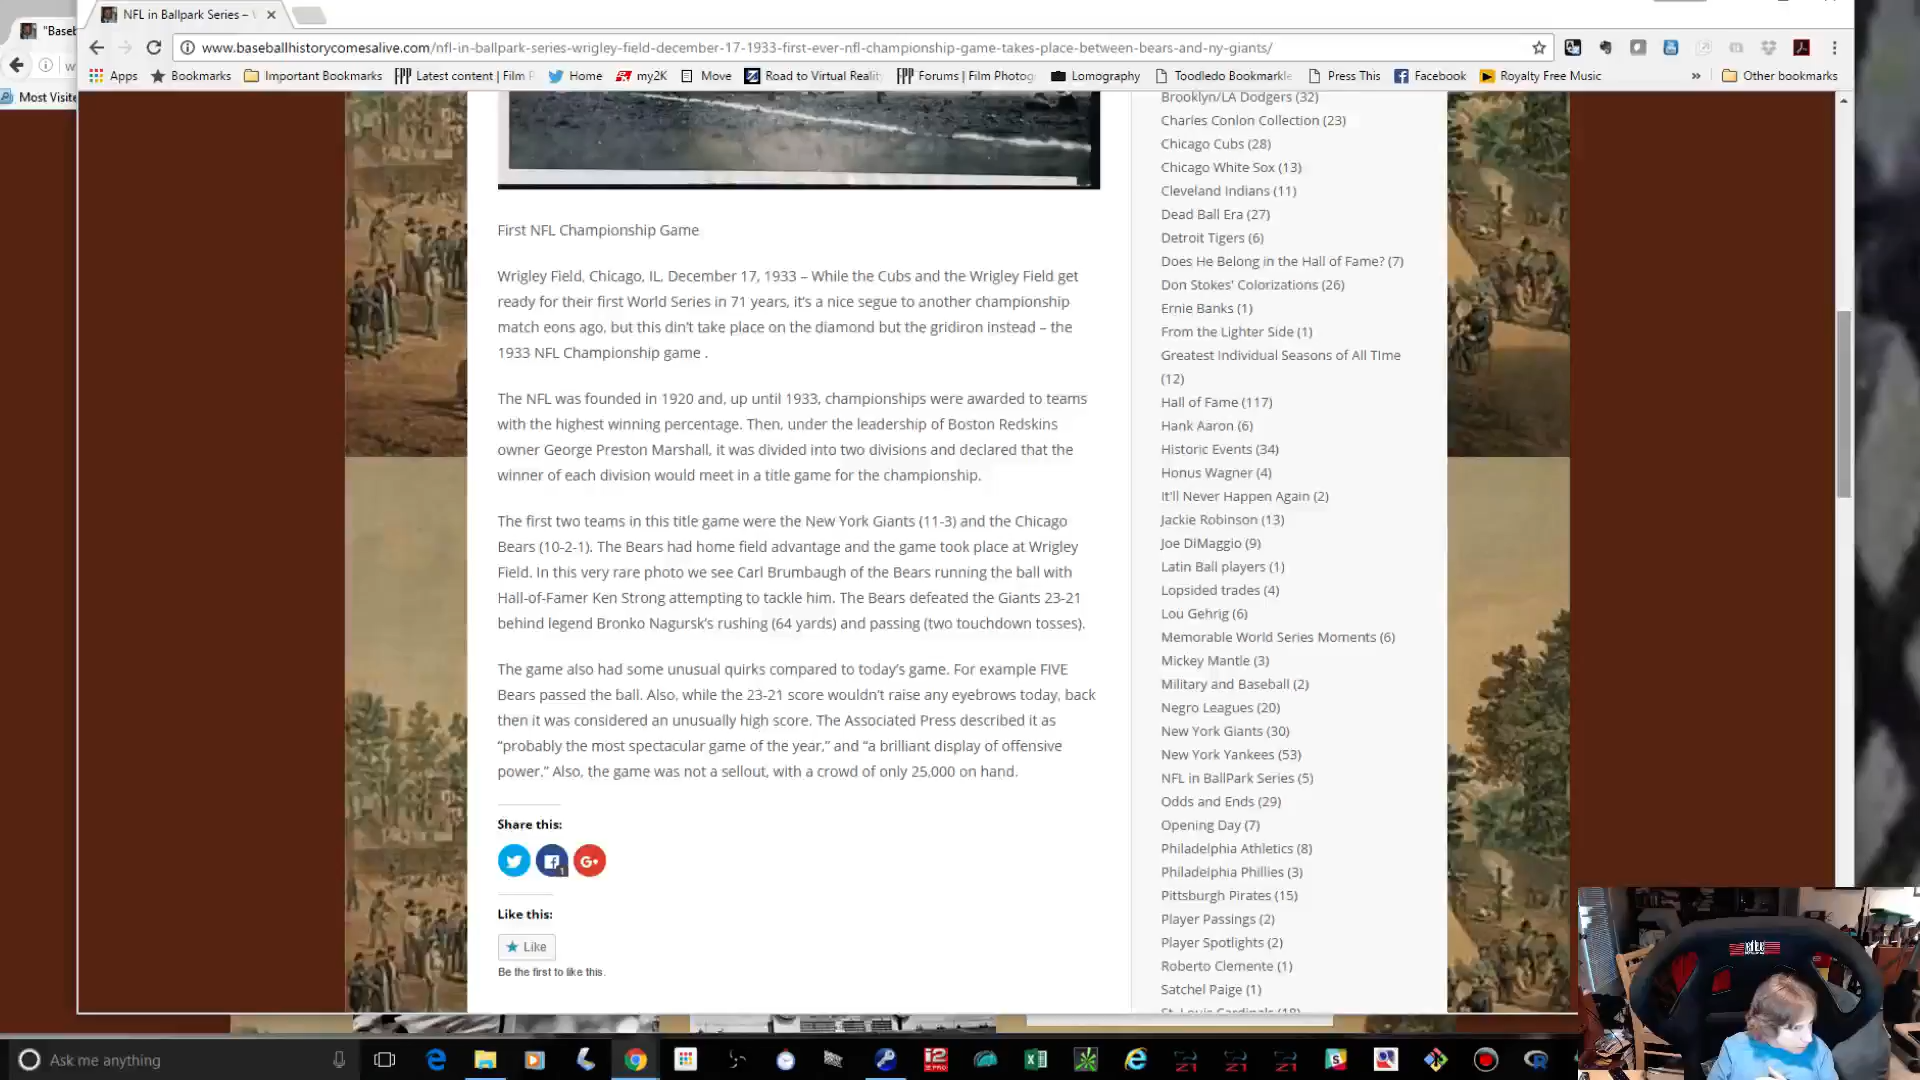 NFL in Ballpark Series –
"Baseb
www.baseballhistorycomesalive.com/nfl-in-ballpark-series-wrigley-field-december-17-1933-first-ever-nfl-championship-game-takes-place-between-bears-and-ny-giants/
Apps Bookmarks Important Bookmarks Latest content | Film F Home my2K Move Road to Virtual Reality Forums | Film Photog Lomography Toodledo Bookmarkle Press This Facebook Royalty Free Music » Other bookmarks
Most Visite
First NFL Championship Game
Wrigley Field, Chicago, IL, December 17, 1933 – While the Cubs and the Wrigley Field get
ready for their first World Series in 71 years, it's a nice segue to another championship
match eons ago, but this din't take place on the diamond but the gridiron instead – the
1933 NFL Championship game .
The NFL was founded in 1920 and, up until 1933, championships were awarded to teams
with the highest winning percentage. Then, under the leadership of Boston Redskins
owner George Preston Marshall, it was divided into two divisions and declared that the
winner of each division would meet in a title game for the championship.
The first two teams in this title game were the New York Giants (11-3) and the Chicago
Bears (10-2-1). The Bears had home field advantage and the game took place at Wrigley
Field. In this very rare photo we see Carl Brumbaugh of the Bears running the ball with
Hall-of-Famer Ken Strong attempting to tackle him. The Bears defeated the Giants 23-21
behind legend Bronko Nagursk's rushing (64 yards) and passing (two touchdown tosses).
The game also had some unusual quirks compared to today's game. For example FIVE
Bears passed the ball. Also, while the 23-21 score wouldn't raise any eyebrows today, back
then it was considered an unusually high score. The Associated Press described it as
"probably the most spectacular game of the year," and "a brilliant display of offensive
power." Also, the game was not a sellout, with a crowd of only 25,000 on hand.
Share this:
1
Like this:
Like
Be the first to like this.
Brooklyn/LA Dodgers (32)
Charles Conlon Collection (23)
Chicago Cubs (28)
Chicago White Sox (13)
Cleveland Indians (11)
Dead Ball Era (27)
Detroit Tigers (6)
Does He Belong in the Hall of Fame? (7)
Don Stokes' Colorizations (26)
Ernie Banks (1)
From the Lighter Side (1)
Greatest Individual Seasons of All TIme
(12)
Hall of Fame (117)
Hank Aaron (6)
Historic Events (34)
Honus Wagner (4)
It'll Never Happen Again (2)
Jackie Robinson (13)
Joe DiMaggio (9)
Latin Ball players (1)
Lopsided trades (4)
Lou Gehrig (6)
Memorable World Series Moments (6)
Mickey Mantle (3)
Military and Baseball (2)
Negro Leagues (20)
New York Giants (30)
New York Yankees (53)
NFL in BallPark Series (5)
Odds and Ends (29)
Opening Day (7)
Philadelphia Athletics (8)
Philadelphia Phillies (3)
Pittsburgh Pirates (15)
Player Passings (2)
Player Spotlights (2)
Roberto Clemente (1)
Satchel Paige (1)
St. Louis Cardinals (18)
Ask me anything